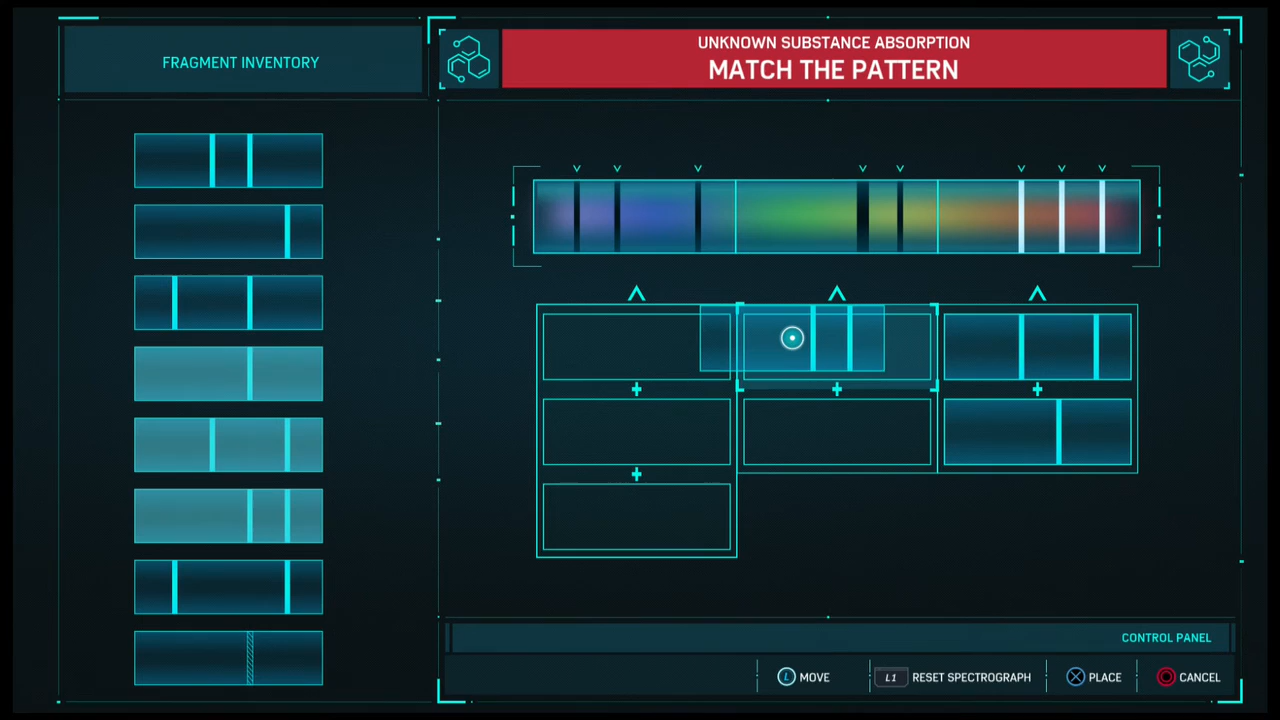 FRAGMENT INVENTORY
UNKNOWN SUBSTANCE ABSORPTION
MATCH THE PATTERN
CONTROL PANEL
L MOVE
L1 RESET SPECTROGRAPH
PLACE
CANCEL